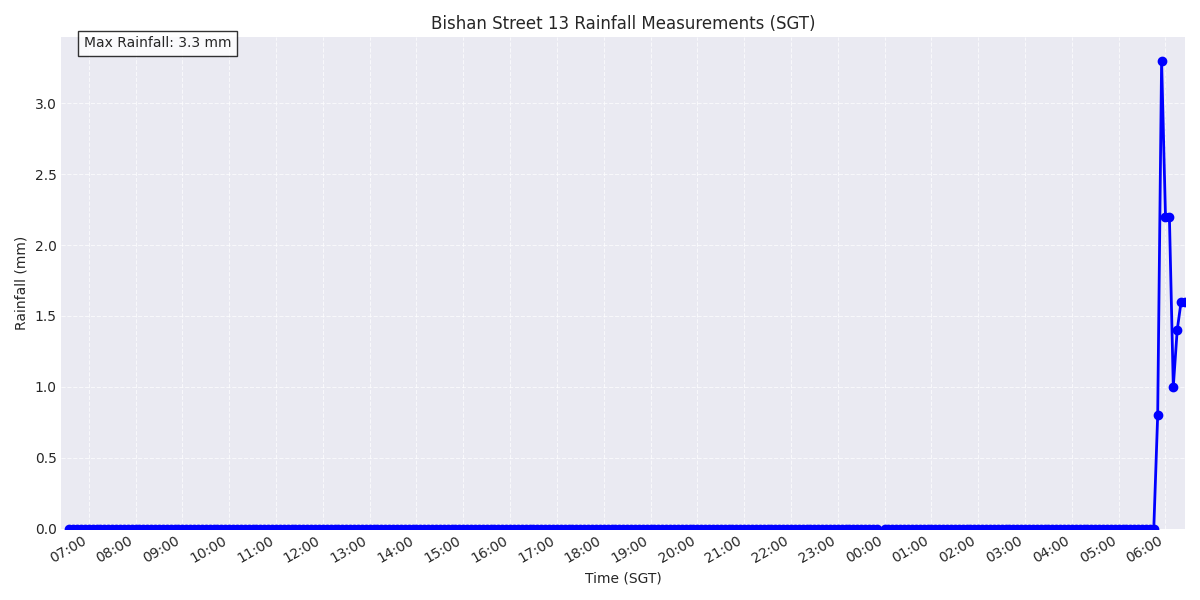 Bishan Street 13 Rainfall Measurements (SGT)
Max Rainfall: 3.3 mm
Rainfall (mm)
3.0
2.5
2.0
1.5
1.0
0.5
0.0
07:00 08:00 09:00 10:00 11:00 12:00 13:00 14:00 15:00 16:00 17:00 18:00 19:00 20:00 21:00 22:00 23:00 00:00 01:00 02:00 03:00 04:00 05:00 06:00
Time (SGT)